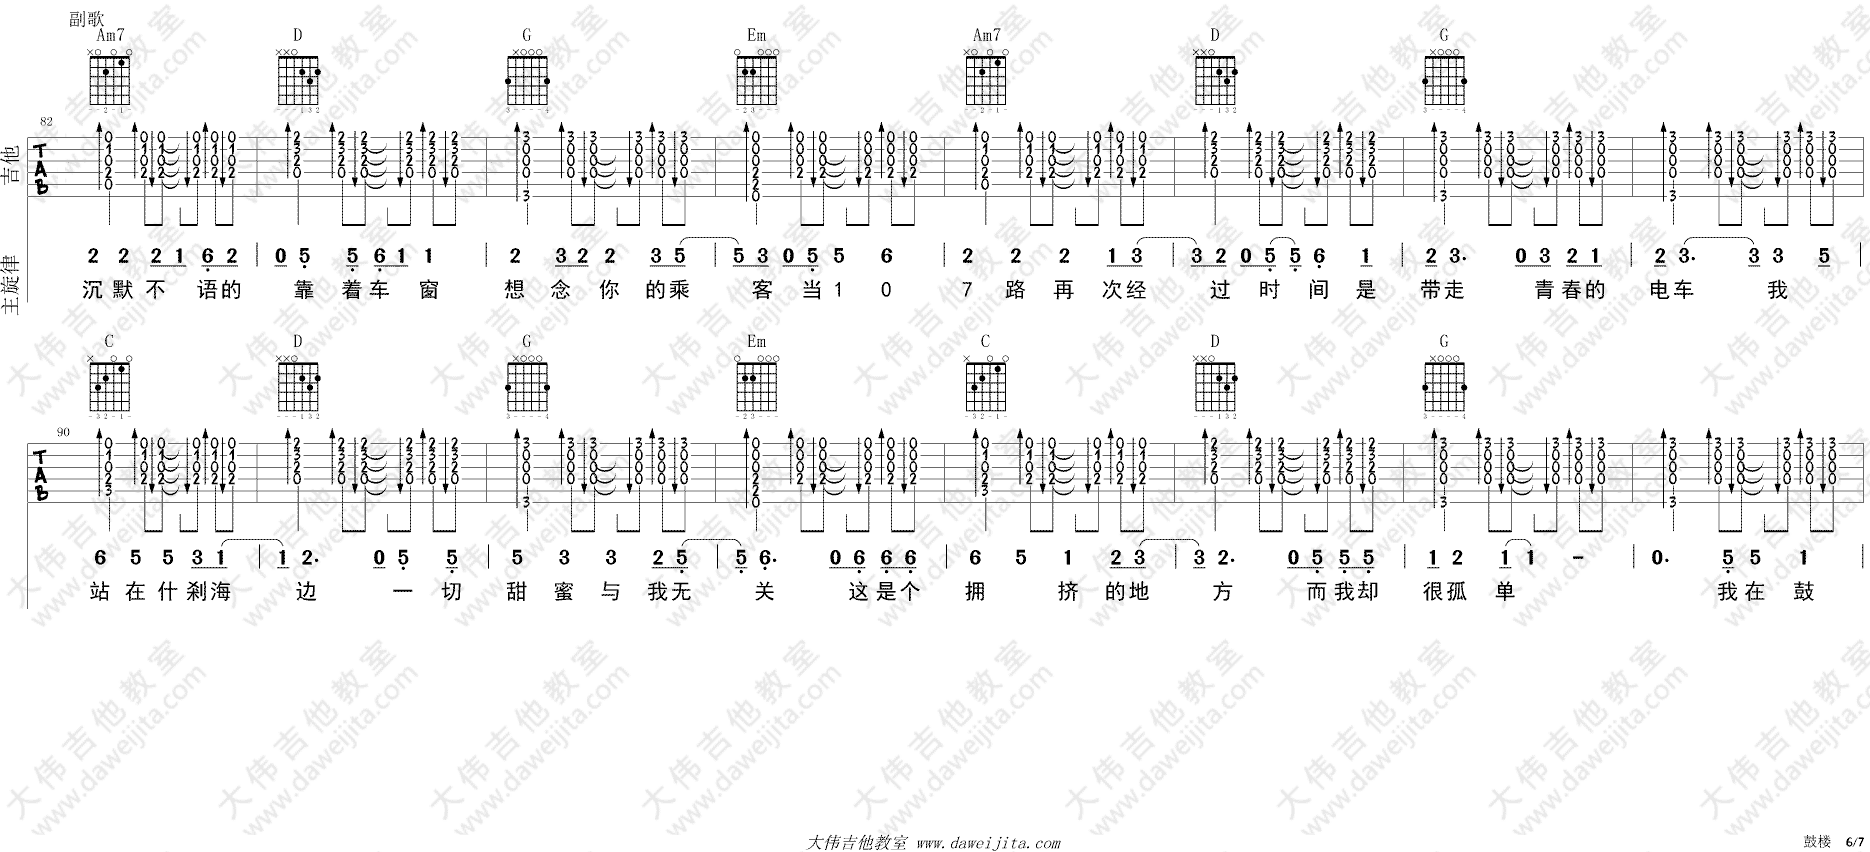 副歌
Am7 D G Em Am7 D G
82
吉他
TAB
主旋律
2 2 2 1 6 2 | 0 5 5 6 1 1 | 2 3 2 2 3 5 | 5 3 0 5 5 6 | 2 2 2 1 3 | 3 2 0 5 5 6 1 | 2 3. 0 3 2 1 | 2 3. 3 3 5 |
沉默不语的靠着车窗 想念你的乘客当10 7路再次经过时间是带走青春的电车我
C D G Em C D G
90
TAB
6 5 5 3 1 | 1 2. 0 5 5 | 5 3 3 2 5 | 5 6. 0 6 6 6 | 6 5 1 2 3 | 3 2. 0 5 5 5 | 1 2 1 1 - | 0. 5 5 1 |
站在什刹海边一切甜蜜与我无关这是个拥挤的地方而我却很孤单我在鼓
大伟吉他教室 www.daweijita.com
鼓楼 6/7